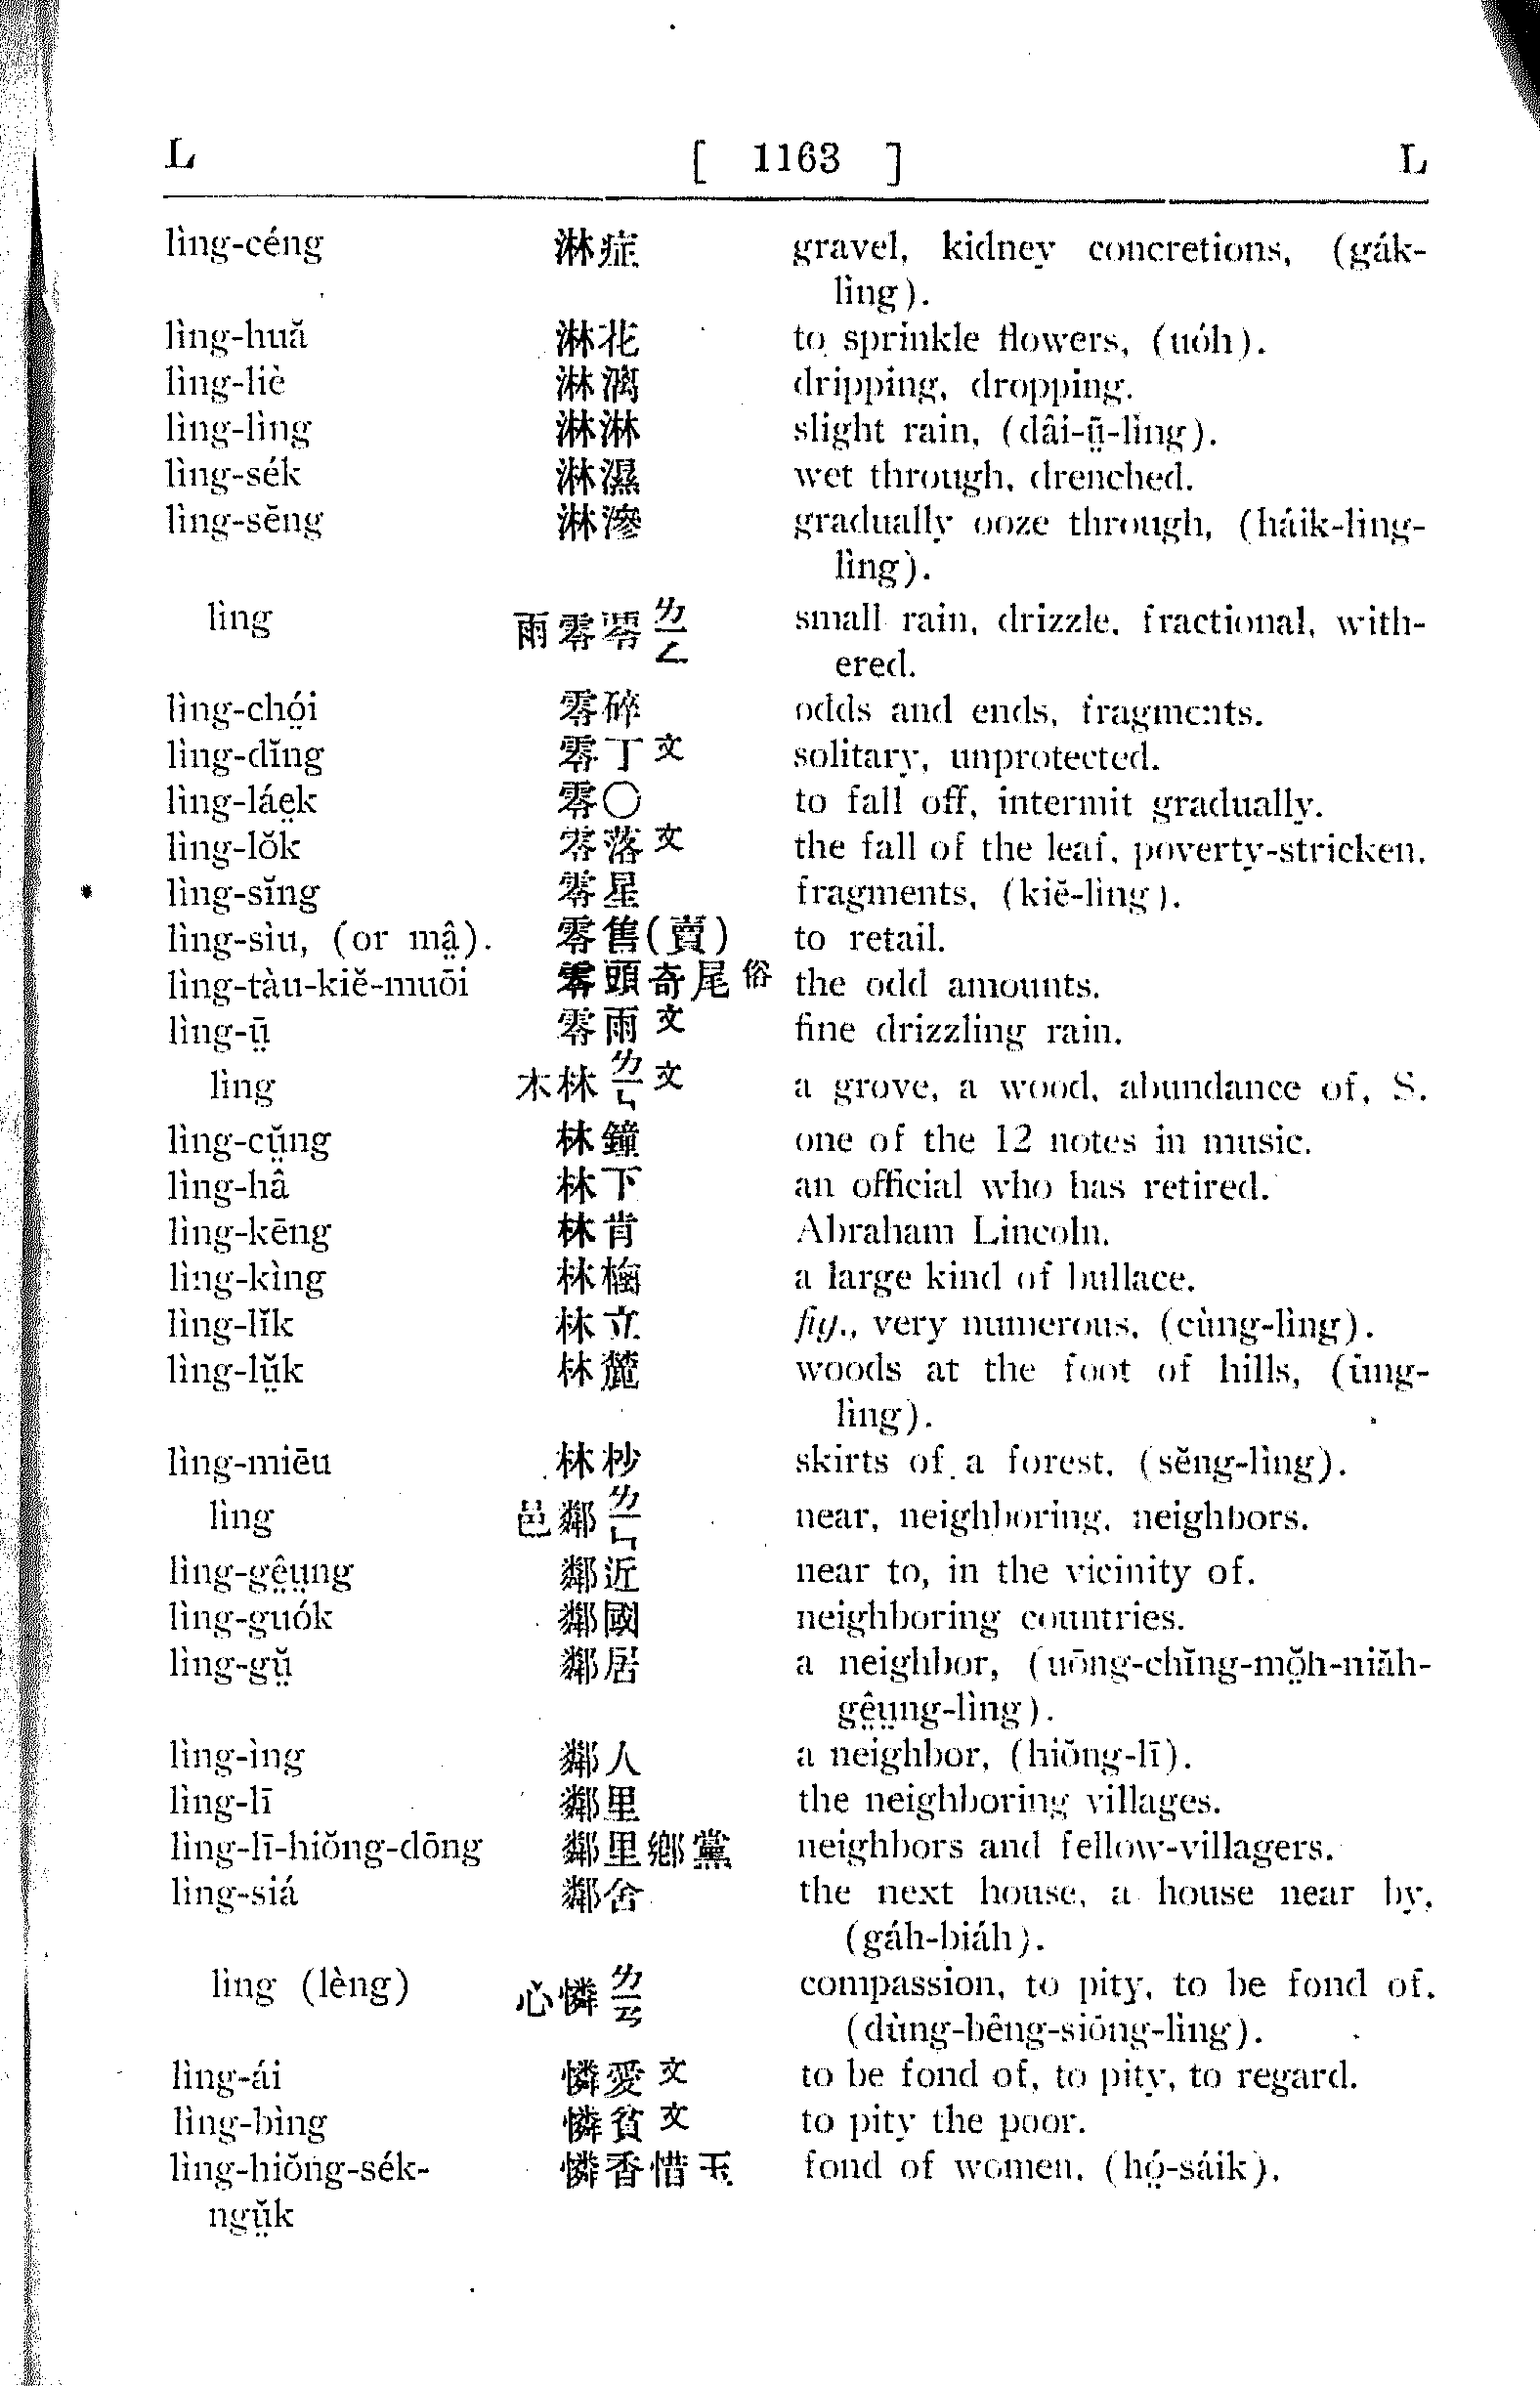 L [ 1163 ] L
lìng-céng 淋症 gravel, kidney concretions, (gák-
lìng).
lìng-huă 淋花 to sprinkle flowers, (uóh).
lìng-liè 淋漓 dripping, dropping.
lìng-lìng 淋淋 slight rain, (dâi-ṳ̄-lìng).
lìng-sék 淋濕 wet through, drenched.
lìng-sĕng 淋滲 gradually ooze through, (háik-lìng-
lìng).
lìng 雨零 ㄌㄧㄥ small rain, drizzle, fractional, with-
ered.
lìng-chó̤i 零碎 odds and ends, fragments.
lìng-dĭng 零丁文 solitary, unprotected.
lìng-láe̤k 零〇 to fall off, intermit gradually.
lìng-lŏk 零落文 the fall of the leaf, poverty-stricken.
lìng-sĭng 零星 fragments, (kiĕ-lìng).
lìng-sìu, (or mâ̤). 零售(賣) to retail.
lìng-tàu-kiĕ-muōi 零頭奇尾俗 the odd amounts.
lìng-ṳ̄ 零雨文 fine drizzling rain.
lìng 木林 ㄌㄧㄣ 文 a grove, a wood, abundance of, S.
lìng-cṳ̆ng 林鐘 one of the 12 notes in music.
lìng-hâ 林下 an official who has retired.
lìng-kēng 林肯 Abraham Lincoln.
lìng-kìng 林檎 a large kind of bullace.
lìng-lĭk 林立 fig., very numerous, (cùng-lìng).
lìng-lṳ̆k 林麓 woods at the foot of hills, (ùng-
lìng).
lìng-miēu 林杪 skirts of a forest, (sĕng-lìng).
lìng 邑鄰 ㄌㄧㄣ near, neighboring, neighbors.
lìng-gê̤ṳng 鄰近 near to, in the vicinity of.
lìng-guók 鄰國 neighboring countries.
lìng-gṳ̆ 鄰居 a neighbor, (uōng-chĭng-mŏ̤h-niăh-
gê̤ṳng-lìng).
lìng-ìng 鄰人 a neighbor, (hiŏng-lī).
lìng-lī 鄰里 the neighboring villages.
lìng-lī-hiŏng-dōng 鄰里鄉黨 neighbors and fellow-villagers.
lìng-siá 鄰舍 the next house, a house near by,
(gáh-biáh).
lìng (lèng) 心憐 ㄌㄧㄢ compassion, to pity, to be fond of,
(dùng-bêng-siŏng-lìng).
lìng-ái 憐愛文 to be fond of, to pity, to regard.
lìng-bìng 憐貧文 to pity the poor.
lìng-hiŏng-sék- 憐香惜玉 fond of women, (hó̤-sáik).
ngṳ̆k